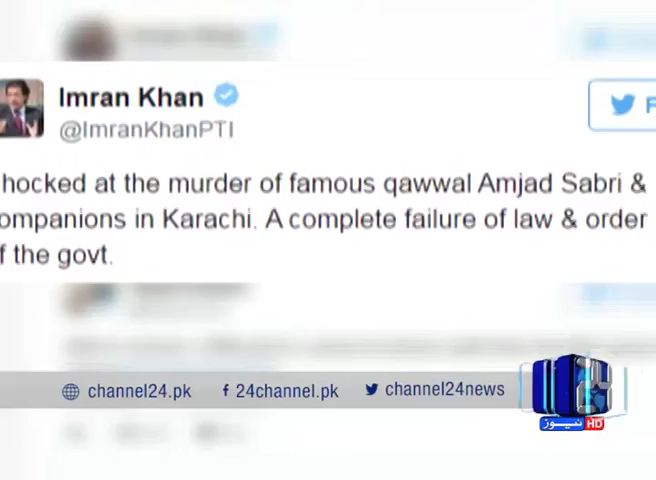 Imran Khan
@ImranKhanPTI
F
hocked at the murder of famous qawwal Amjad Sabri &
ompanions in Karachi. A complete failure of law & order
f the govt.
channel24.pk
24channel.pk
channel24news
نیوز HD